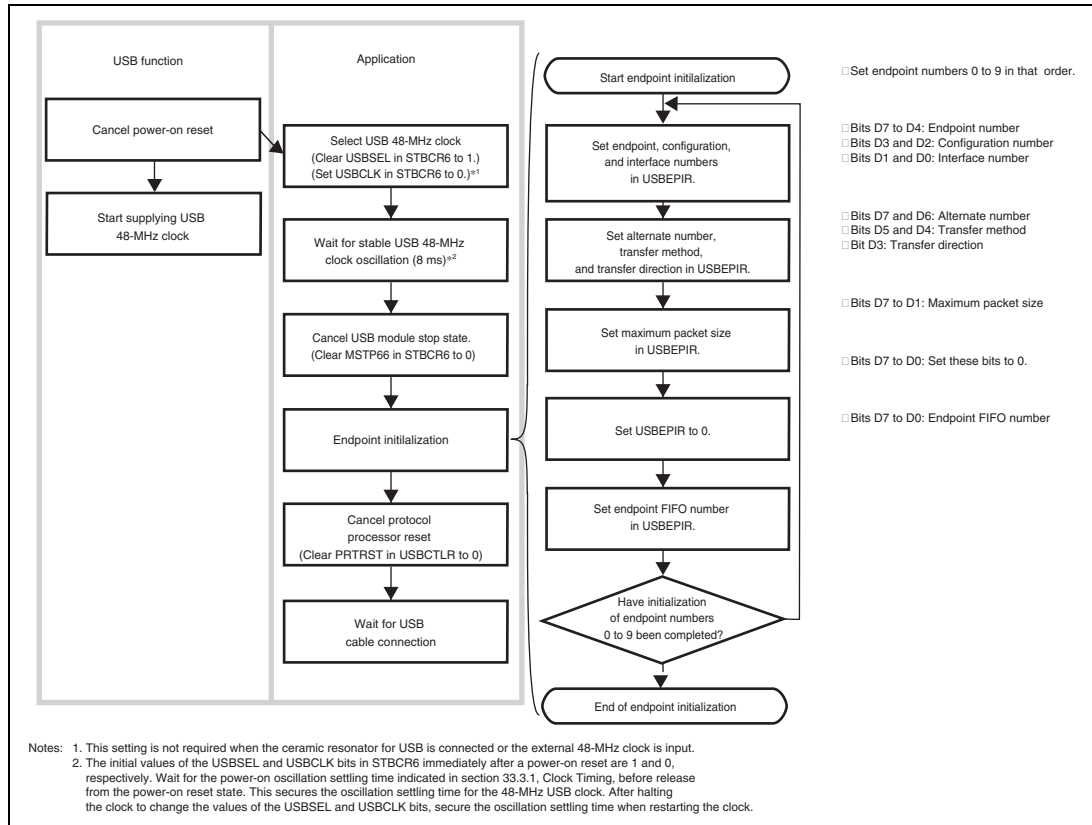 USB function
Application
Cancel power-on reset
Start supplying USB
48-MHz clock
Select USB 48-MHz clock
(Clear USBSEL in STBCR6 to 1.)
(Set USBCLK in STBCR6 to 0.)*1
Wait for stable USB 48-MHz
clock oscillation (8 ms)*2
Cancel USB module stop state.
(Clear MSTP66 in STBCR6 to 0)
Endpoint initilalization
Cancel protocol
processor reset
(Clear PRTRST in USBCTLR to 0)
Wait for USB
cable connection
Start endpoint initilalization
Set endpoint, configuration,
and interface numbers
in USBEPIR.
Set alternate number,
transfer method,
and transfer direction in USBEPIR.
Set maximum packet size
in USBEPIR.
Set USBEPIR to 0.
Set endpoint FIFO number
in USBEPIR.
Have initialization
of endpoint numbers
0 to 9 been completed?
End of endpoint initialization
□Set endpoint numbers 0 to 9 in that order.
□Bits D7 to D4: Endpoint number
□Bits D3 and D2: Configuration number
□Bits D1 and D0: Interface number
□Bits D7 and D6: Alternate number
□Bits D5 and D4: Transfer method
□Bit D3: Transfer direction
□Bits D7 to D1: Maximum packet size
□Bits D7 to D0: Set these bits to 0.
□Bits D7 to D0: Endpoint FIFO number
Notes: 1. This setting is not required when the ceramic resonator for USB is connected or the external 48-MHz clock is input.
2. The initial values of the USBSEL and USBCLK bits in STBCR6 immediately after a power-on reset are 1 and 0,
respectively. Wait for the power-on oscillation settling time indicated in section 33.3.1, Clock Timing, before release
from the power-on reset state. This secures the oscillation settling time for the 48-MHz USB clock. After halting
the clock to change the values of the USBSEL and USBCLK bits, secure the oscillation settling time when restarting the clock.